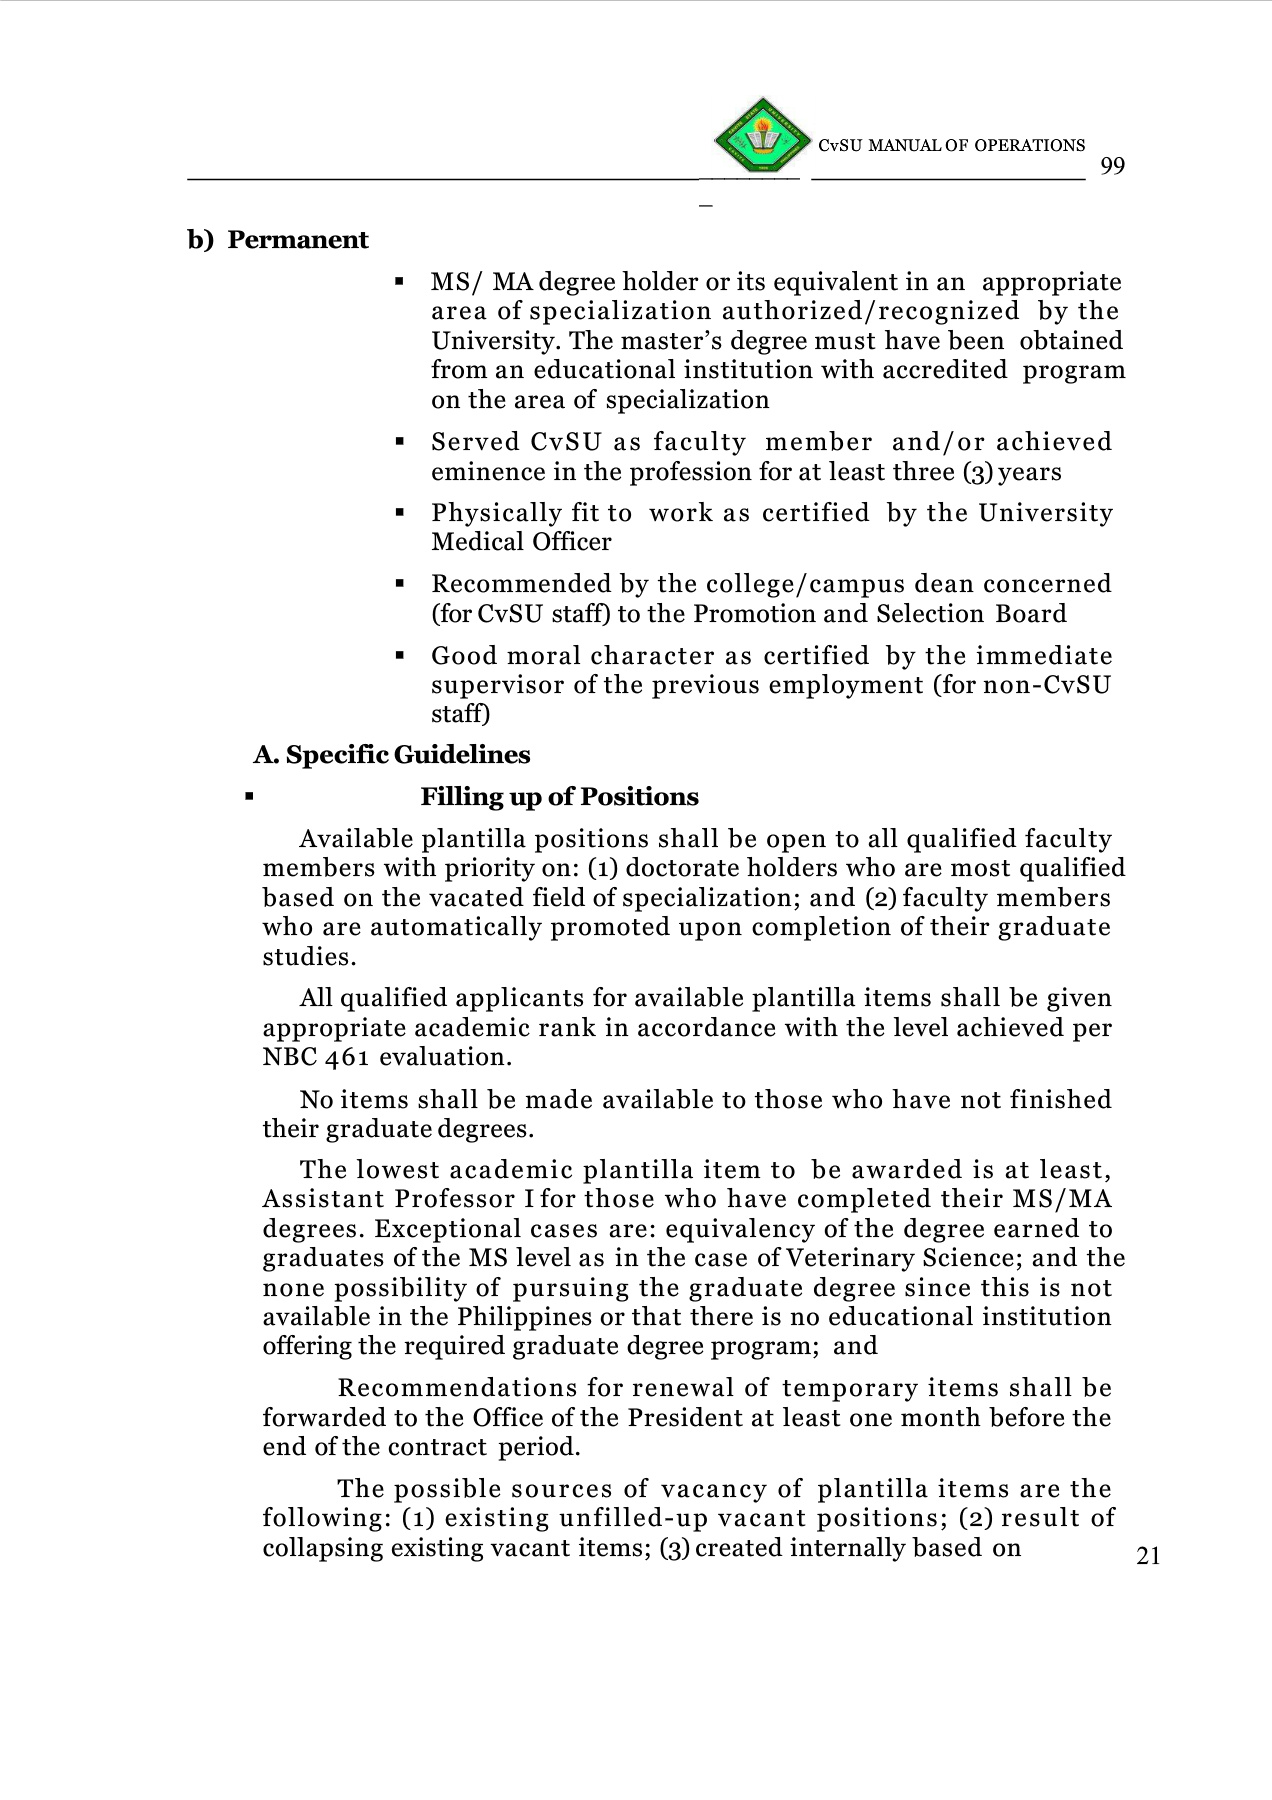 CvSU MANUAL OF OPERATIONS
99
b) Permanent
▪ MS/ MA degree holder or its equivalent in an appropriate
area of specialization authorized/recognized by the
University. The master’s degree must have been obtained
from an educational institution with accredited program
on the area of specialization
▪ Served CvSU as faculty member and/or achieved
eminence in the profession for at least three (3) years
▪ Physically fit to work as certified by the University
Medical Officer
▪ Recommended by the college/campus dean concerned
(for CvSU staff) to the Promotion and Selection Board
▪ Good moral character as certified by the immediate
supervisor of the previous employment (for non-CvSU
staff)
A. Specific Guidelines
▪ Filling up of Positions
Available plantilla positions shall be open to all qualified faculty
members with priority on: (1) doctorate holders who are most qualified
based on the vacated field of specialization; and (2) faculty members
who are automatically promoted upon completion of their graduate
studies.
All qualified applicants for available plantilla items shall be given
appropriate academic rank in accordance with the level achieved per
NBC 461 evaluation.
No items shall be made available to those who have not finished
their graduate degrees.
The lowest academic plantilla item to be awarded is at least,
Assistant Professor I for those who have completed their MS/MA
degrees. Exceptional cases are: equivalency of the degree earned to
graduates of the MS level as in the case of Veterinary Science; and the
none possibility of pursuing the graduate degree since this is not
available in the Philippines or that there is no educational institution
offering the required graduate degree program; and
Recommendations for renewal of temporary items shall be
forwarded to the Office of the President at least one month before the
end of the contract period.
The possible sources of vacancy of plantilla items are the
following: (1) existing unfilled-up vacant positions; (2) result of
collapsing existing vacant items; (3) created internally based on
21